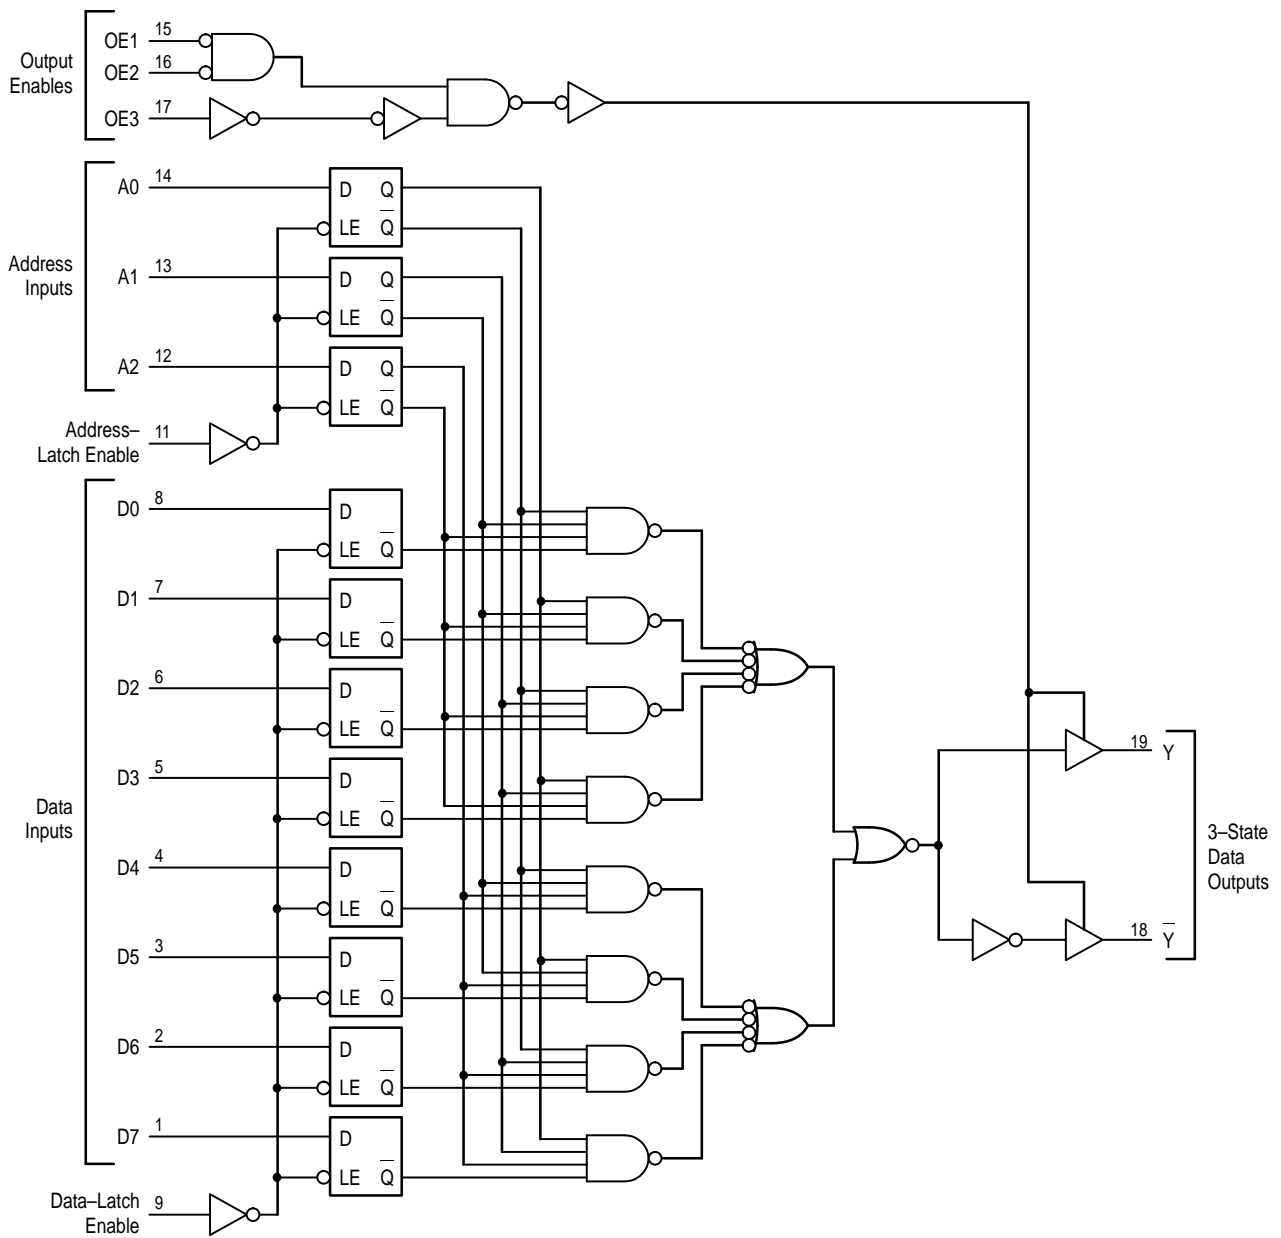 Output
Enables
OE1 15
OE2 16
OE3 17
Address
Inputs
A0 14
D Q
LE Q̅
A1 13
D Q
LE Q̅
A2 12
D Q
LE Q̅
Address–
Latch Enable
11
Data
Inputs
D0 8
D
LE Q̅
D1 7
D
LE Q̅
D2 6
D
LE Q̅
D3 5
D
LE Q̅
D4 4
D
LE Q̅
D5 3
D
LE Q̅
D6 2
D
LE Q̅
D7 1
D
LE Q̅
Data–Latch
Enable
9
19 Y
18 Y̅
3–State
Data
Outputs